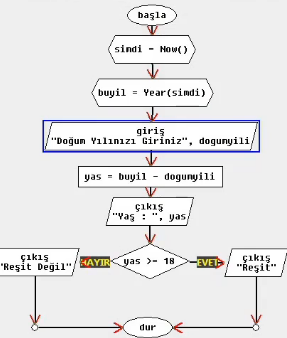 başla
simdi = Now()
buyil = Year(simdi)
giriş
"Doğum Yılınızı Giriniz", dogumyili
yas = buyil - dogumyili
çıkış
"Yaş : ", yas
yas >= 18
HAYIR
EVET
çıkış
"Reşit Değil"
çıkış
"Reşit"
dur